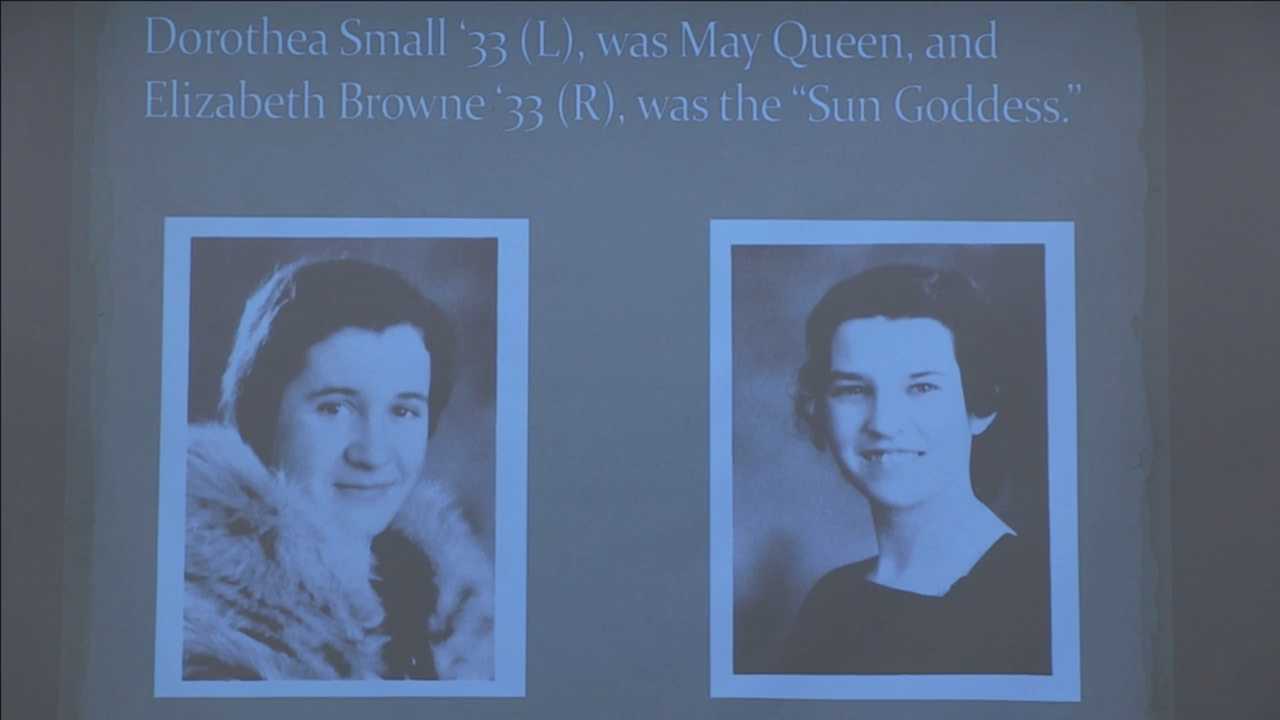 Dorothea Small ‘33 (L), was May Queen, and
Elizabeth Browne ‘33 (R), was the “Sun Goddess.”